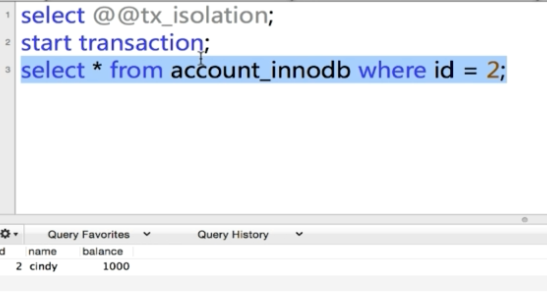 1 select @@tx_isolation;
2 start transaction;
3 select * from account_innodb where id = 2;
Query Favorites Query History
d name balance
2 cindy 1000